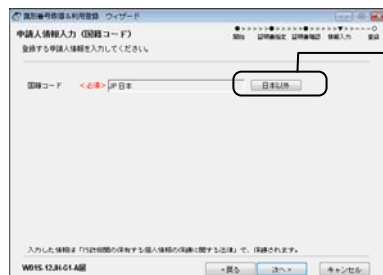 識別番号取得&利用登録 ウィザード
申請人情報入力（国籍コード）
開始 証明書指定 証明書確認 情報入力 登録
登録する申請人情報を入力してください。
国籍コード <必須> JP 日本 日本以外
入力した情報は「行政機関の保有する個人情報の保護に関する法律」で、保護されます。
W01S-12JH-G1-A画 <戻る 次へ> キャンセル